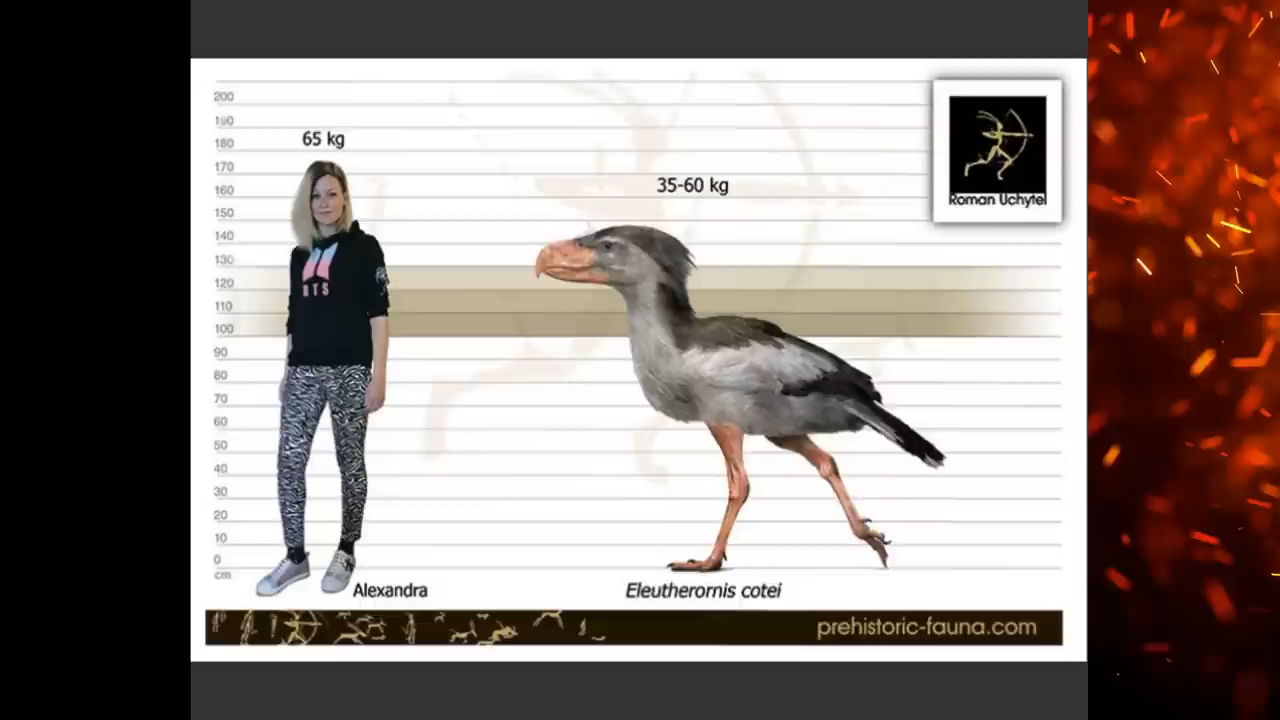 200
190
180
170
160
150
140
130
120
110
100
90
80
70
60
50
40
30
20
10
0
cm
65 kg
35-60 kg
Roman Uchytel
BTS
Alexandra
Eleutherornis cotei
prehistoric-fauna.com